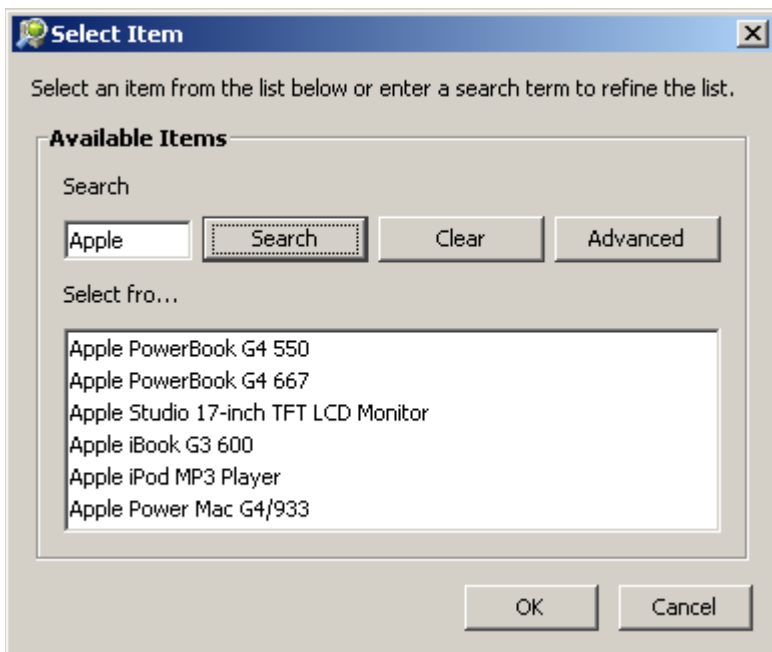 Select Item
Select an item from the list below or enter a search term to refine the list.
Available Items
Search
Apple Search Clear Advanced
Select fro...
Apple PowerBook G4 550
Apple PowerBook G4 667
Apple Studio 17-inch TFT LCD Monitor
Apple iBook G3 600
Apple iPod MP3 Player
Apple Power Mac G4/933
OK Cancel